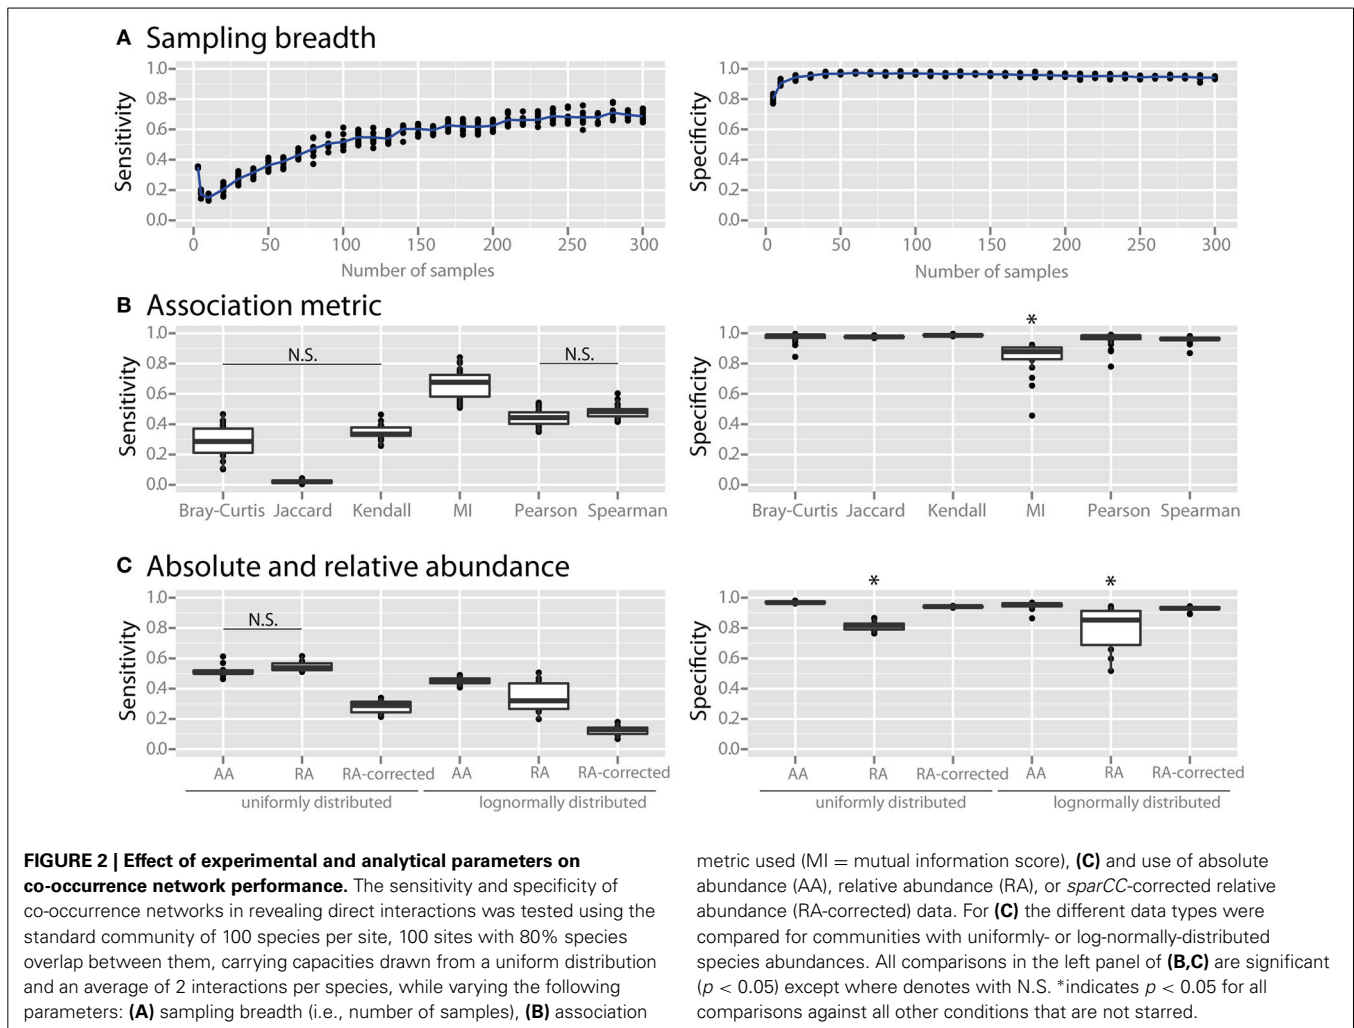 A Sampling breadth
1.0
0.8
0.6
0.4
0.2
0.0
Sensitivity
0 50 100 150 200 250 300
Number of samples
1.0
0.8
0.6
0.4
0.2
0.0
Specificity
0 50 100 150 200 250 300
Number of samples
B Association metric
1.0
0.8
0.6
0.4
0.2
0.0
Sensitivity
N.S.
N.S.
Bray-Curtis Jaccard Kendall MI Pearson Spearman
1.0
0.8
0.6
0.4
0.2
0.0
Specificity
*
Bray-Curtis Jaccard Kendall MI Pearson Spearman
C Absolute and relative abundance
1.0
0.8
0.6
0.4
0.2
0.0
Sensitivity
N.S.
AA RA RA-corrected AA RA RA-corrected
uniformly distributed lognormally distributed
1.0
0.8
0.6
0.4
0.2
0.0
Specificity
* *
AA RA RA-corrected AA RA RA-corrected
uniformly distributed lognormally distributed
FIGURE 2 | Effect of experimental and analytical parameters on
co-occurrence network performance. The sensitivity and specificity of
co-occurrence networks in revealing direct interactions was tested using the
standard community of 100 species per site, 100 sites with 80% species
overlap between them, carrying capacities drawn from a uniform distribution
and an average of 2 interactions per species, while varying the following
parameters: (A) sampling breadth (i.e., number of samples), (B) association
metric used (MI = mutual information score), (C) and use of absolute
abundance (AA), relative abundance (RA), or sparCC-corrected relative
abundance (RA-corrected) data. For (C) the different data types were
compared for communities with uniformly- or log-normally-distributed
species abundances. All comparisons in the left panel of (B,C) are significant
(p < 0.05) except where denotes with N.S. *indicates p < 0.05 for all
comparisons against all other conditions that are not starred.